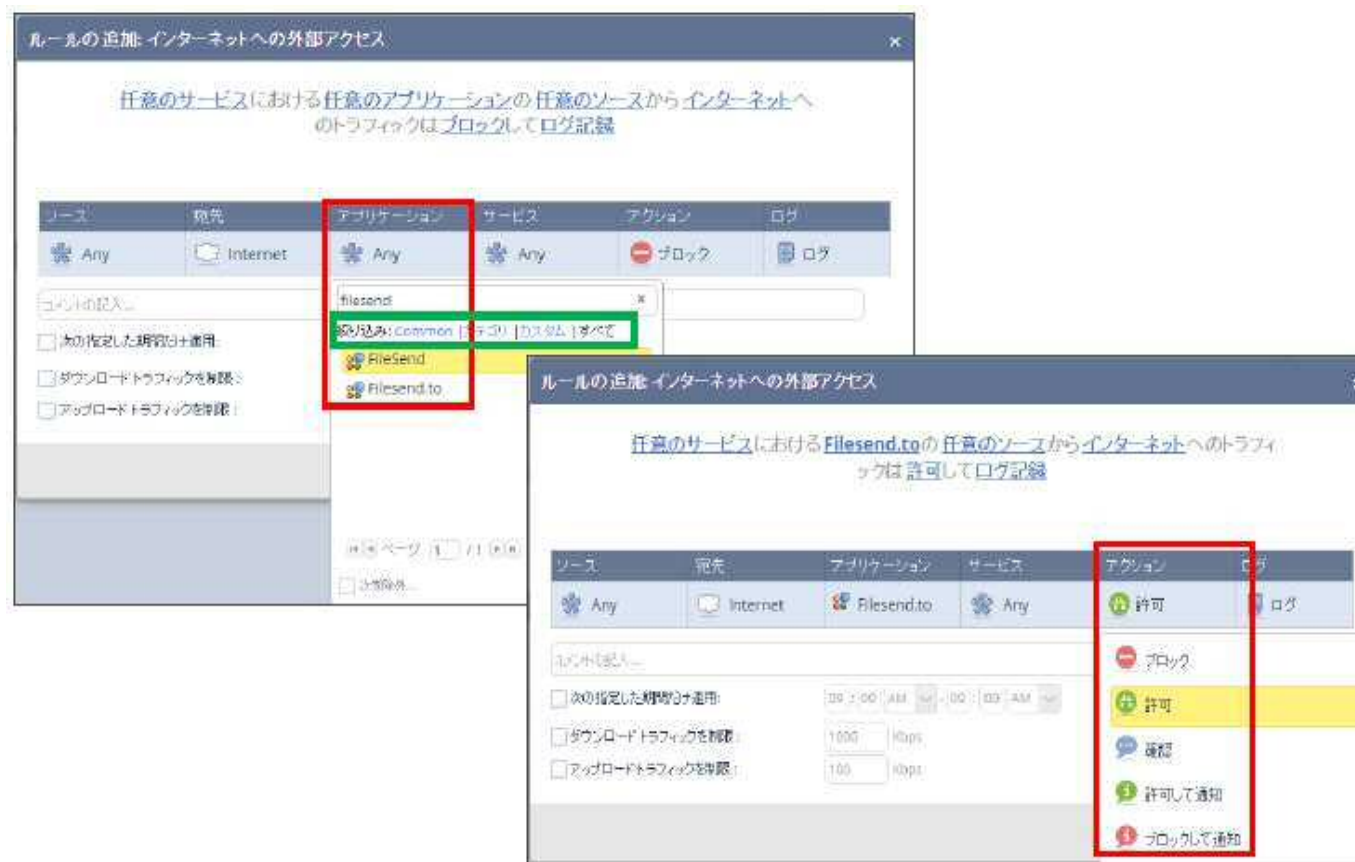 ルールの追加: インターネットへの外部アクセス ×
任意のサービスにおける任意のアプリケーションの任意のソースからインターネットへ
のトラフィックはブロックしてログ記録
ソース 宛先 アプリケーション サービス アクション ログ
Any Internet Any Any ブロック ログ
コメントの記入...
filesend ×
絞り込み: Common |カテゴリ |カスタム |すべて
次の指定した期間だけ適用:
FileSend
ダウンロードトラフィックを制限:
Filesend.to
アップロードトラフィックを制限:
ページ 1 / 1
次を除外...
ルールの追加: インターネットへの外部アクセス
任意のサービスにおけるFilesend.toの任意のソースからインターネットへのトラフィ
ックは許可してログ記録
ソース 宛先 アプリケーション サービス アクション ログ
Any Internet Filesend.to Any 許可 ログ
コメントの記入...
ブロック
次の指定した期間だけ適用:
許可
ダウンロードトラフィックを制限: 1000 Kbps
確認
アップロードトラフィックを制限: 100 Kbps
許可して通知
ブロックして通知